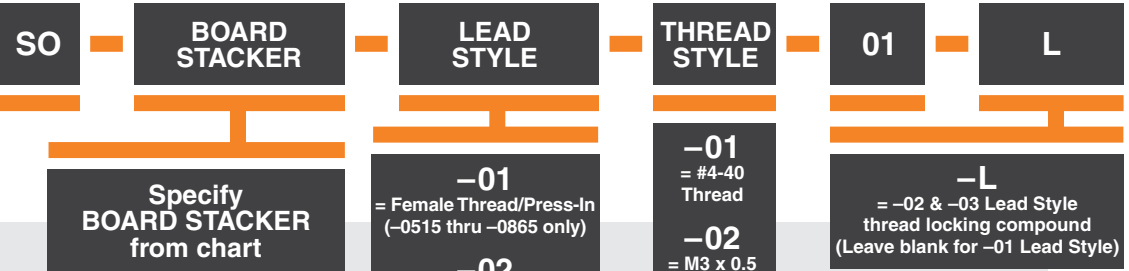 SO
BOARD
STACKER
LEAD
STYLE
THREAD
STYLE
01
L
Specify
BOARD STACKER
from chart
–01
= Female Thread/Press-In
(–0515 thru –0865 only)
–02
–01
= #4-40
Thread
–02
= M3 x 0.5
–L
= –02 & –03 Lead Style
thread locking compound
(Leave blank for –01 Lead Style)